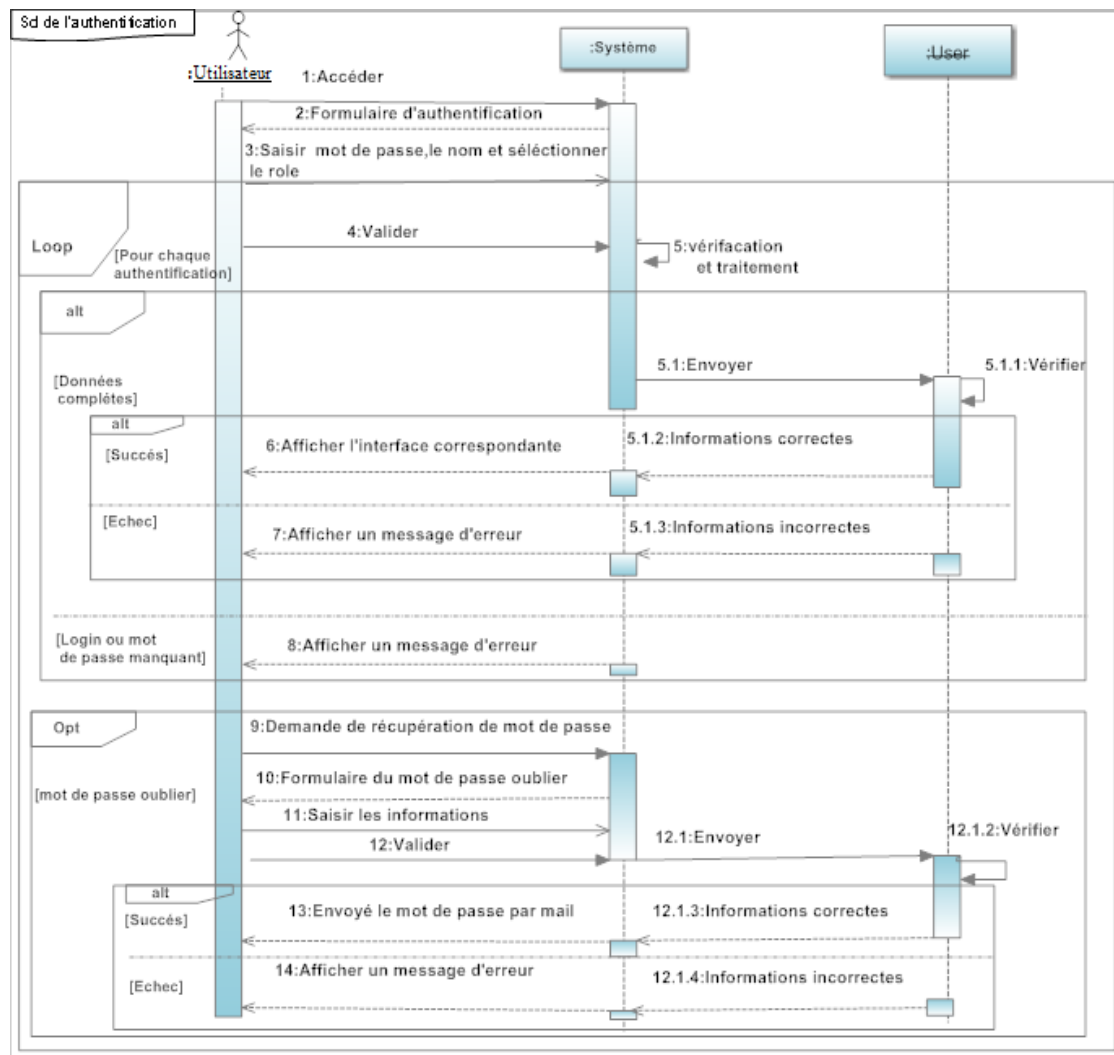 Sd de l'authentification
:Utilisateur
:Système
:User
1:Accéder
2:Formulaire d'authentification
3:Saisir mot de passe,le nom et séléctionner
le role
Loop
[Pour chaque
authentification]
4:Valider
5:vérifacation
et traitement
alt
[Données
complétes]
5.1:Envoyer
5.1.1:Vérifier
alt
[Succés]
6:Afficher l'interface correspondante
5.1.2:Informations correctes
[Echec]
7:Afficher un message d'erreur
5.1.3:Informations incorrectes
[Login ou mot
de passe manquant]
8:Afficher un message d'erreur
Opt
[mot de passe oublier]
9:Demande de récupération de mot de passe
10:Formulaire du mot de passe oublier
11:Saisir les informations
12:Valider
12.1:Envoyer
12.1.2:Vérifier
alt
[Succés]
13:Envoyé le mot de passe par mail
12.1.3:Informations correctes
[Echec]
14:Afficher un message d'erreur
12.1.4:Informations incorrectes